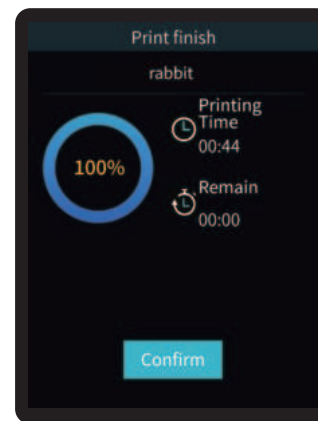 Print finish
rabbit
100%
Printing
Time
00:44
Remain
00:00
Confirm